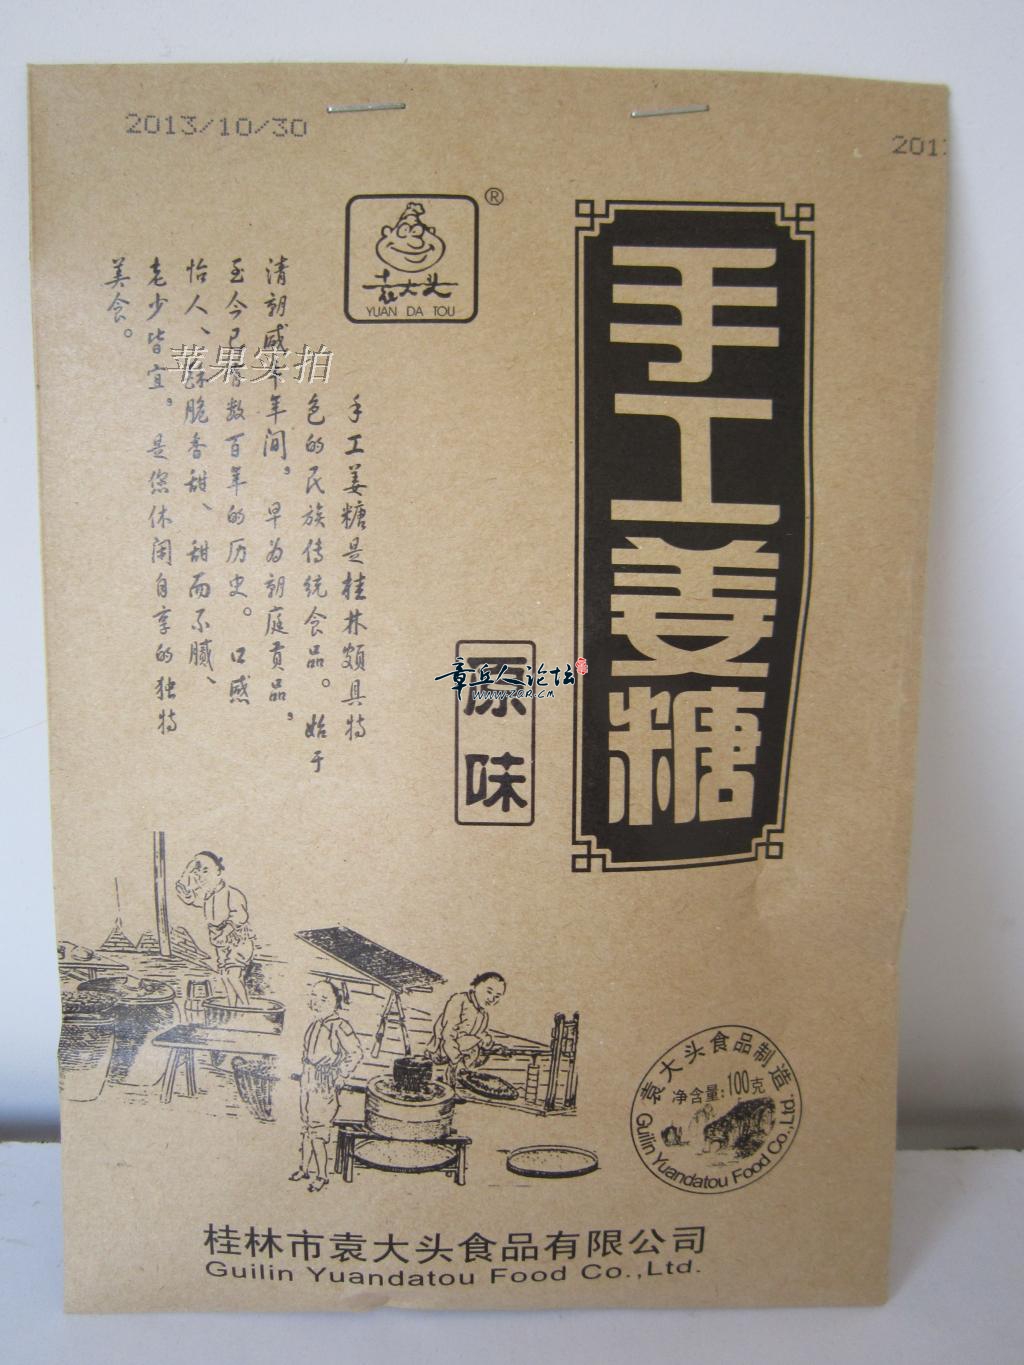 2013/10/30
201
®
袁大头
YUAN DA TOU
手工姜糖
原味
手工姜糖是桂林颇具特
色的民族传统食品。始于
清朝咸丰年间,早为朝庭贡品,
至今已有数百年的历史。口感
怡人、酥脆香甜、甜而不腻、
老少皆宜。是您休闲自享的独特
美食。
苹果实拍
章丘人论坛
www.ZQR.cm
袁大头食品制造
净含量:100克
Guilin Yuandatou Food Co.,Ltd.
桂林市袁大头食品有限公司
Guilin Yuandatou Food Co.,Ltd.